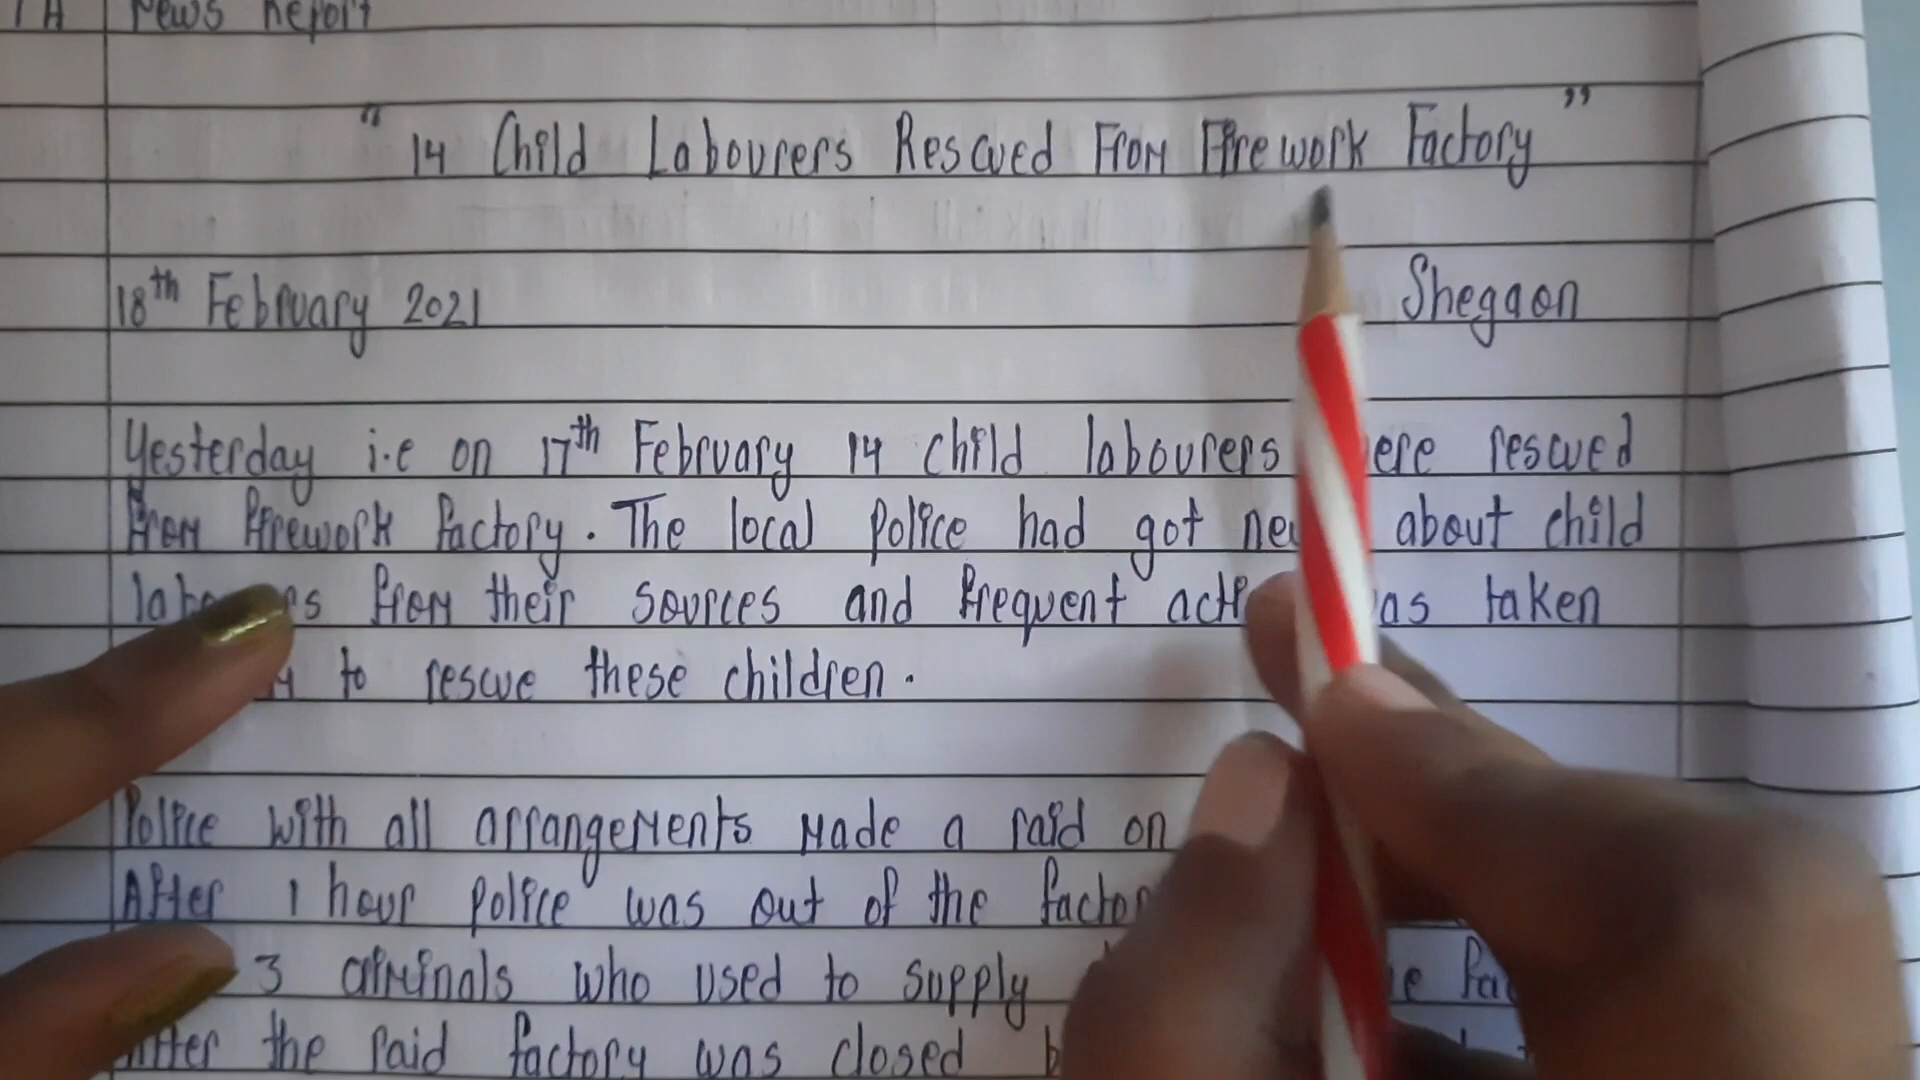 News Report
" 14 Child Labourers Rescued From Firework Factory "
18th February 2021 Shegaon
Yesterday i.e on 17th February 14 child labourers rescued
From Firework factory. The local police had got about child
from their sources and frequent taken
to rescue these children.
Police with all arrangements made a raid on
After 1 hour police was out of the
3 criminals who used to supply
After the raid factory was closed